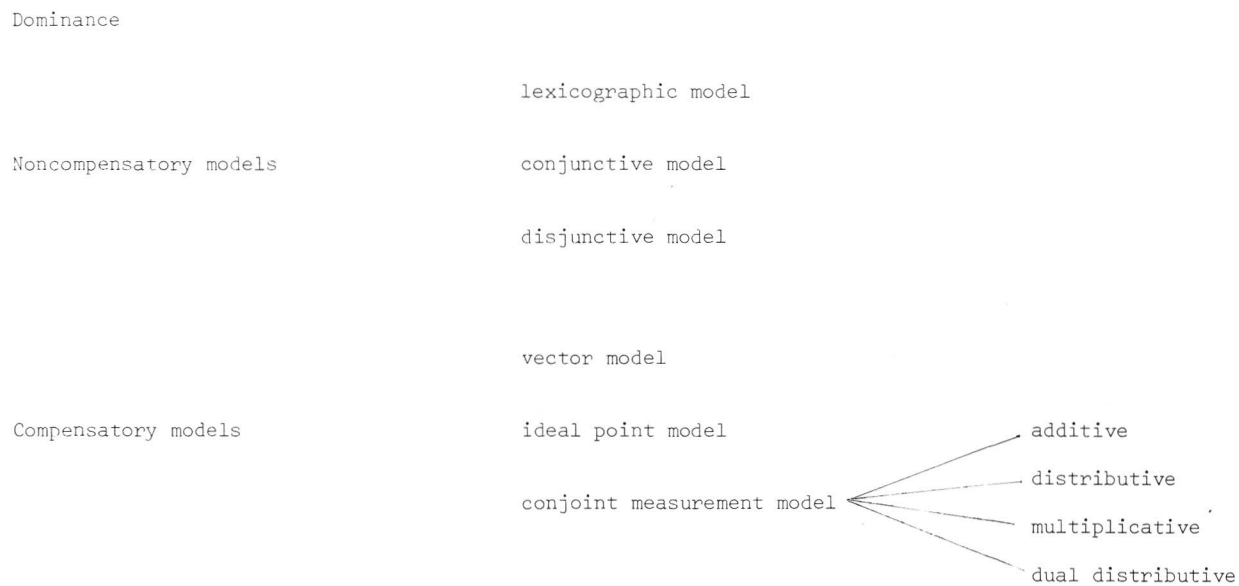 Dominance
lexicographic model
Noncompensatory models conjunctive model
disjunctive model
vector model
Compensatory models ideal point model additive
distributive
conjoint measurement model
multiplicative
dual distributive